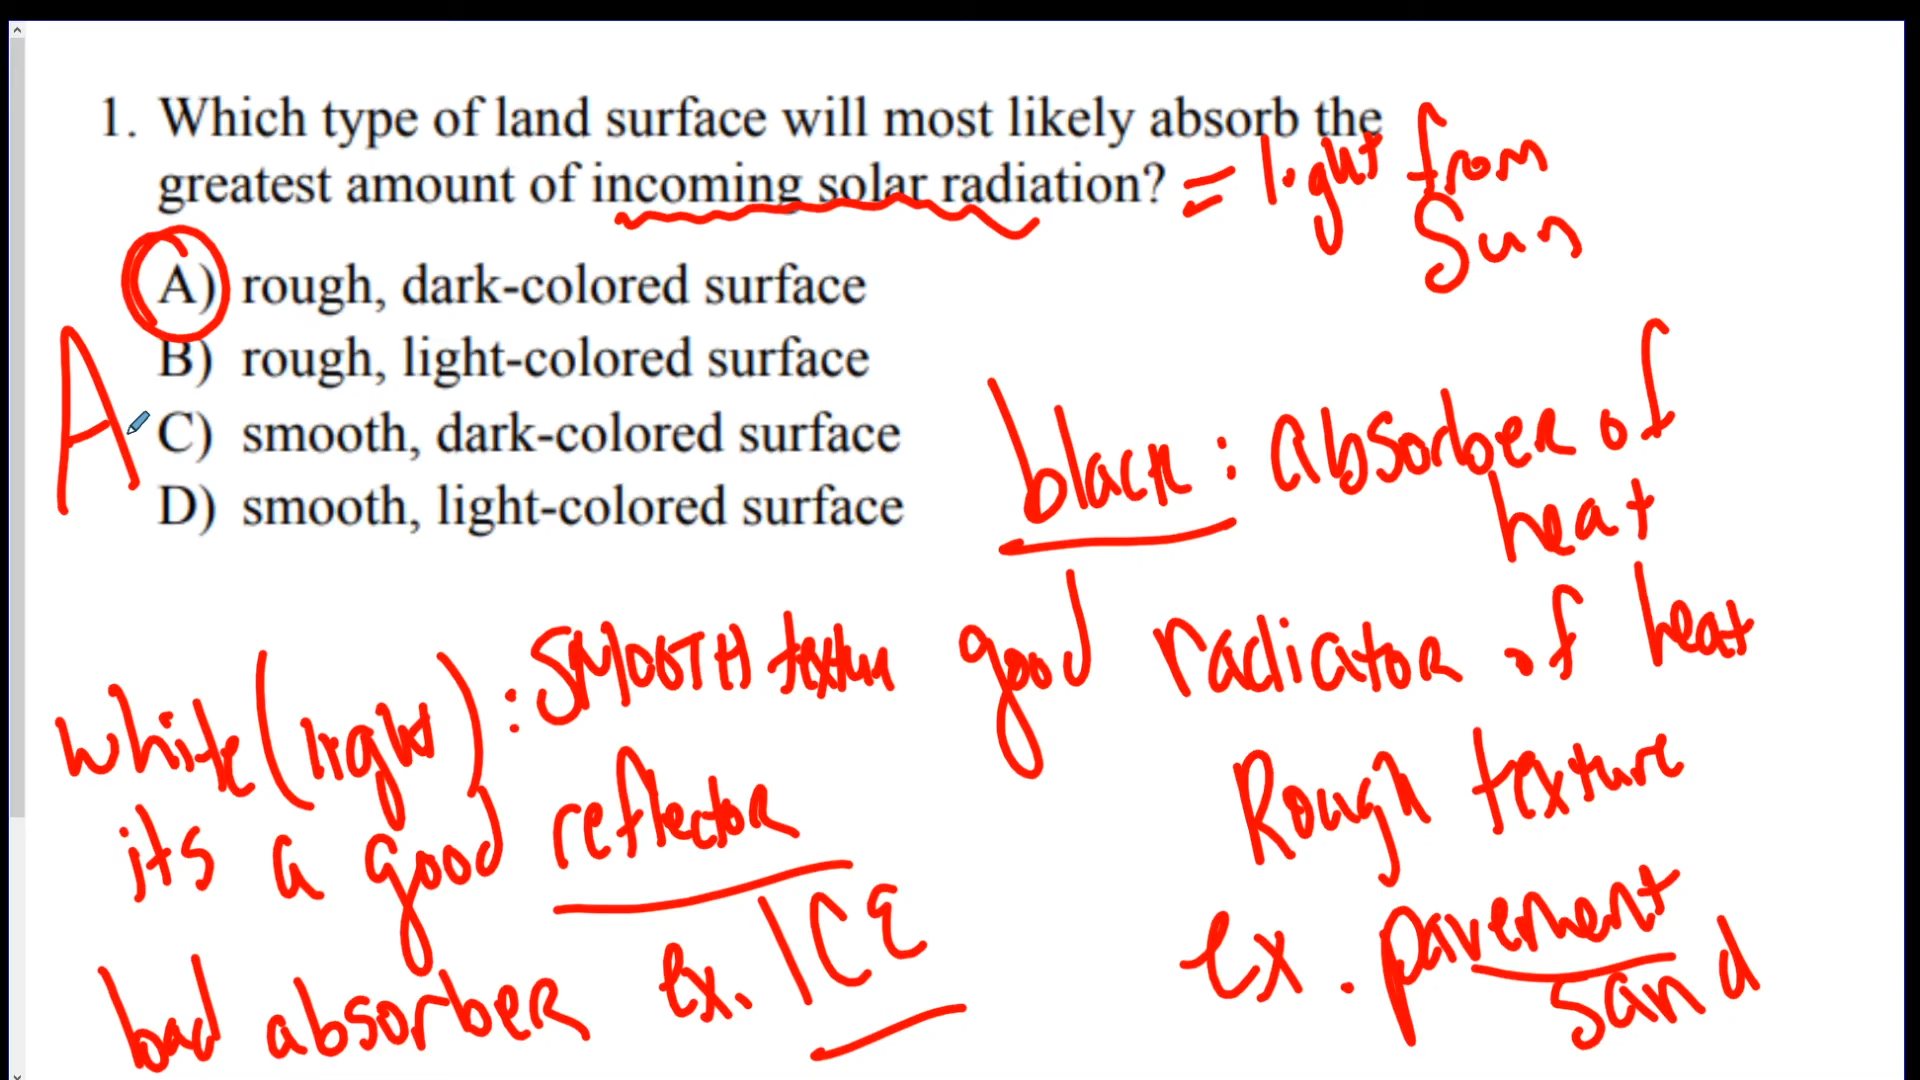 1. Which type of land surface will most likely absorb the
greatest amount of incoming solar radiation? = light from
Sun
A) rough, dark-colored surface
B) rough, light-colored surface
C) smooth, dark-colored surface
D) smooth, light-colored surface
A
black: absorber of
heat
good radiator of heat
Rough texture
ex. pavement
sand
white (light): SMOOTH textur
its a good reflector
bad absorber ex. ICE